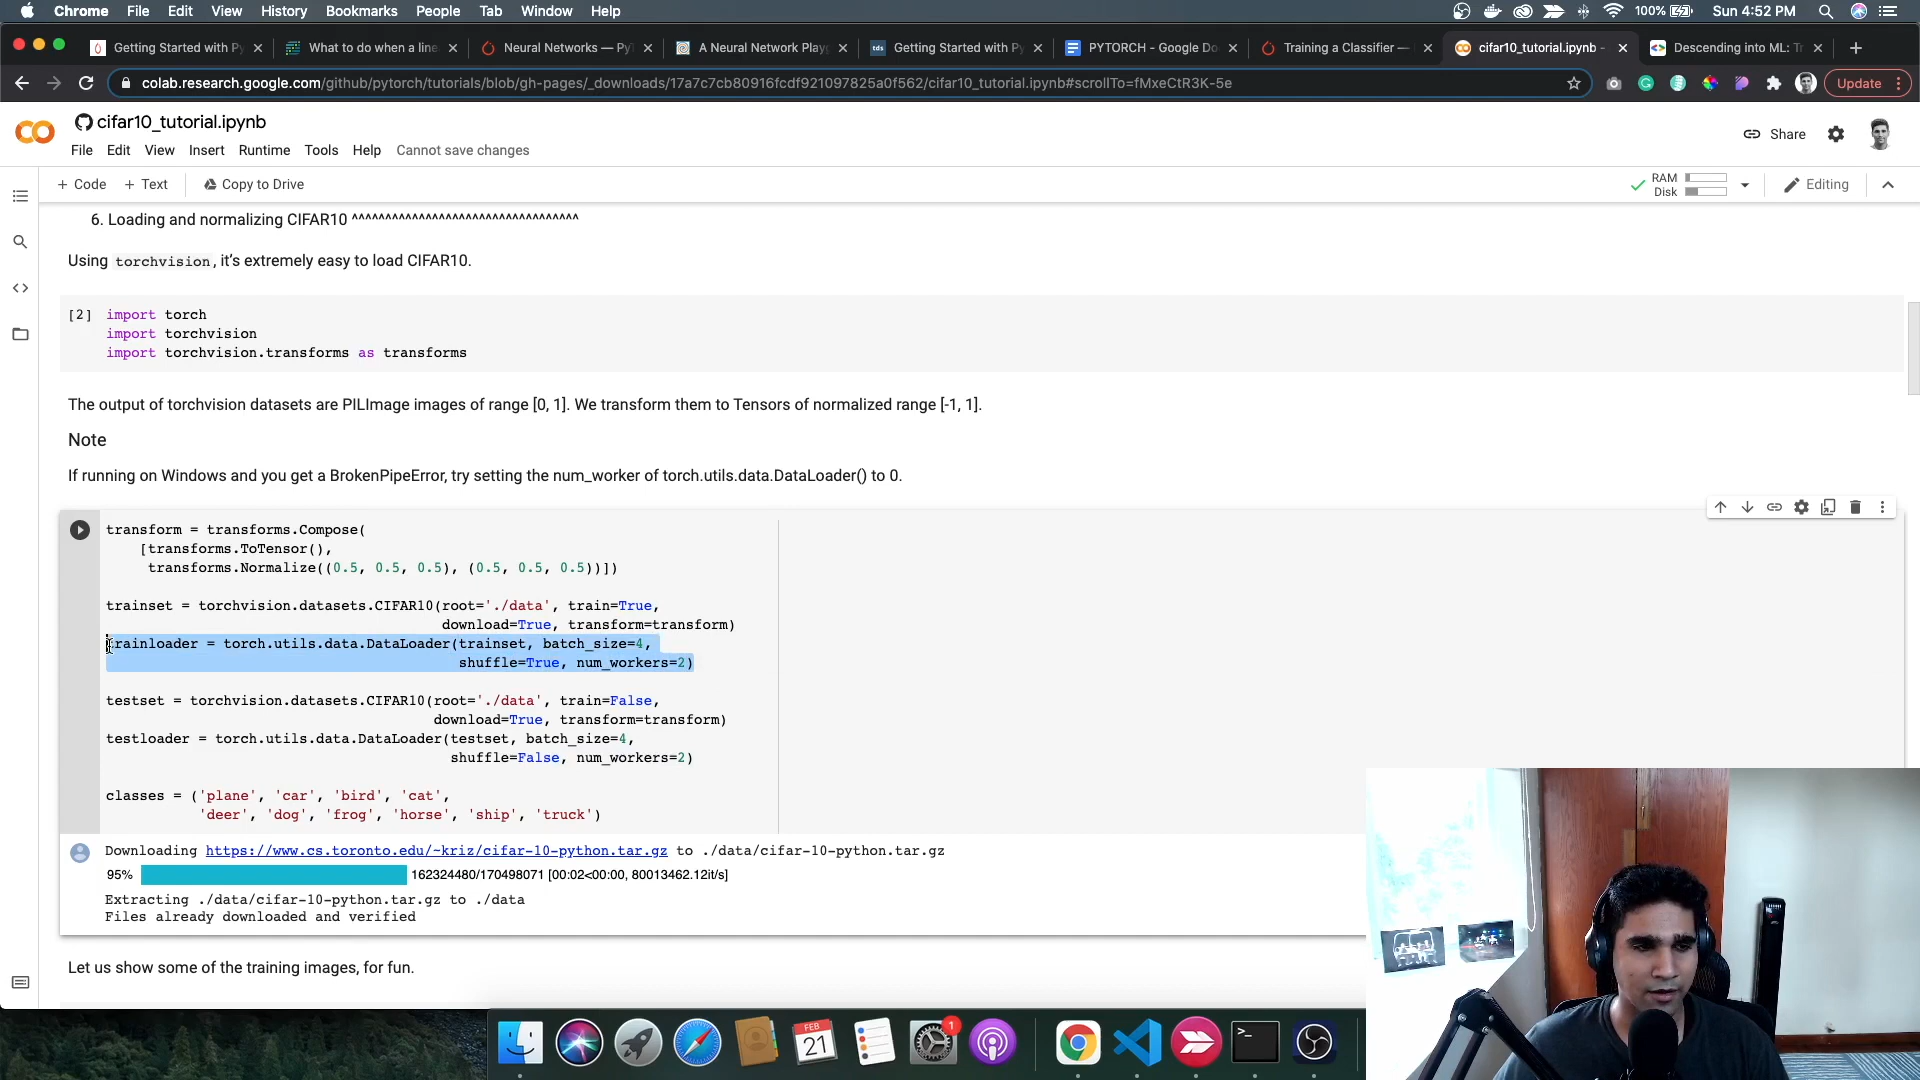 Chrome File Edit View History Bookmarks People Tab Window Help 100% Sun 4:52 PM
Getting Started with Py What to do when a line Neural Networks — PyT A Neural Network Playg Getting Started with Py PYTORCH - Google Do Training a Classifier — cifar10_tutorial.ipynb - Descending into ML: Tr
colab.research.google.com/github/pytorch/tutorials/blob/gh-pages/_downloads/17a7c7cb80916fcdf921097825a0f562/cifar10_tutorial.ipynb#scrollTo=fMxeCtR3K-5e Update
cifar10_tutorial.ipynb
Share
File Edit View Insert Runtime Tools Help Cannot save changes
+ Code + Text Copy to Drive RAM Disk Editing
6. Loading and normalizing CIFAR10 ^^^^^^^^^^^^^^^^^^^^^^^^^^^^^^^^^^
Using torchvision, it’s extremely easy to load CIFAR10.
[2] import torch
import torchvision
import torchvision.transforms as transforms
The output of torchvision datasets are PILImage images of range [0, 1]. We transform them to Tensors of normalized range [-1, 1].
Note
If running on Windows and you get a BrokenPipeError, try setting the num_worker of torch.utils.data.DataLoader() to 0.
transform = transforms.Compose(
[transforms.ToTensor(),
transforms.Normalize((0.5, 0.5, 0.5), (0.5, 0.5, 0.5))])
trainset = torchvision.datasets.CIFAR10(root='./data', train=True,
download=True, transform=transform)
trainloader = torch.utils.data.DataLoader(trainset, batch_size=4,
shuffle=True, num_workers=2)
testset = torchvision.datasets.CIFAR10(root='./data', train=False,
download=True, transform=transform)
testloader = torch.utils.data.DataLoader(testset, batch_size=4,
shuffle=False, num_workers=2)
classes = ('plane', 'car', 'bird', 'cat',
'deer', 'dog', 'frog', 'horse', 'ship', 'truck')
Downloading https://www.cs.toronto.edu/~kriz/cifar-10-python.tar.gz to ./data/cifar-10-python.tar.gz
95% 162324480/170498071 [00:02<00:00, 80013462.12it/s]
Extracting ./data/cifar-10-python.tar.gz to ./data
Files already downloaded and verified
Let us show some of the training images, for fun.
FEB
21
1